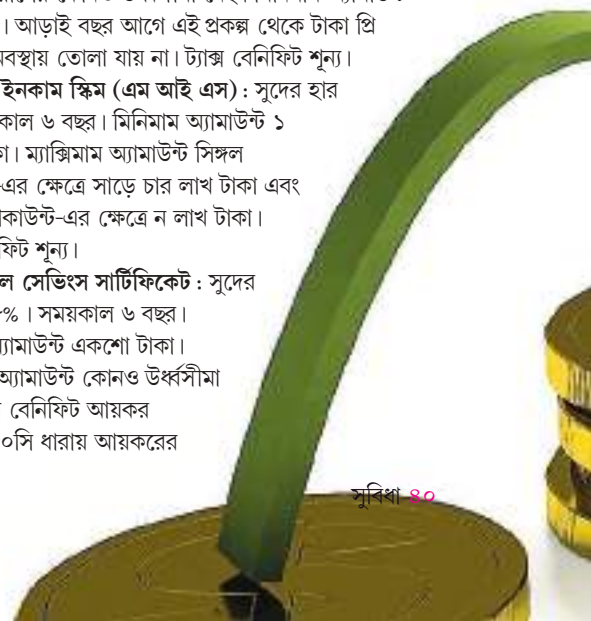 । আড়াই বছর আগে এই প্রকল্প থেকে টাকা প্রি
বস্থায় তোলা যায় না। ট্যাক্স বেনিফিট শূন্য।
ইনকাম স্কিম (এম আই এস) : সুদের হার
কাল ৬ বছর। মিনিমাম অ্যামাউন্ট ১
কা। ম্যাক্সিমাম অ্যামাউন্ট সিঙ্গল
-এর ক্ষেত্রে সাড়ে চার লাখ টাকা এবং
কাউন্ট-এর ক্ষেত্রে ন লাখ টাকা।
ফিট শূন্য।
ল সেভিংস সার্টিফিকেট : সুদের
% । সময়কাল ৬ বছর।
্যামাউন্ট একশো টাকা।
অ্যামাউন্ট কোনও উর্ধ্বসীমা
বেনিফিট আয়কর
০সি ধারায় আয়করের
সুবিধা ৪০